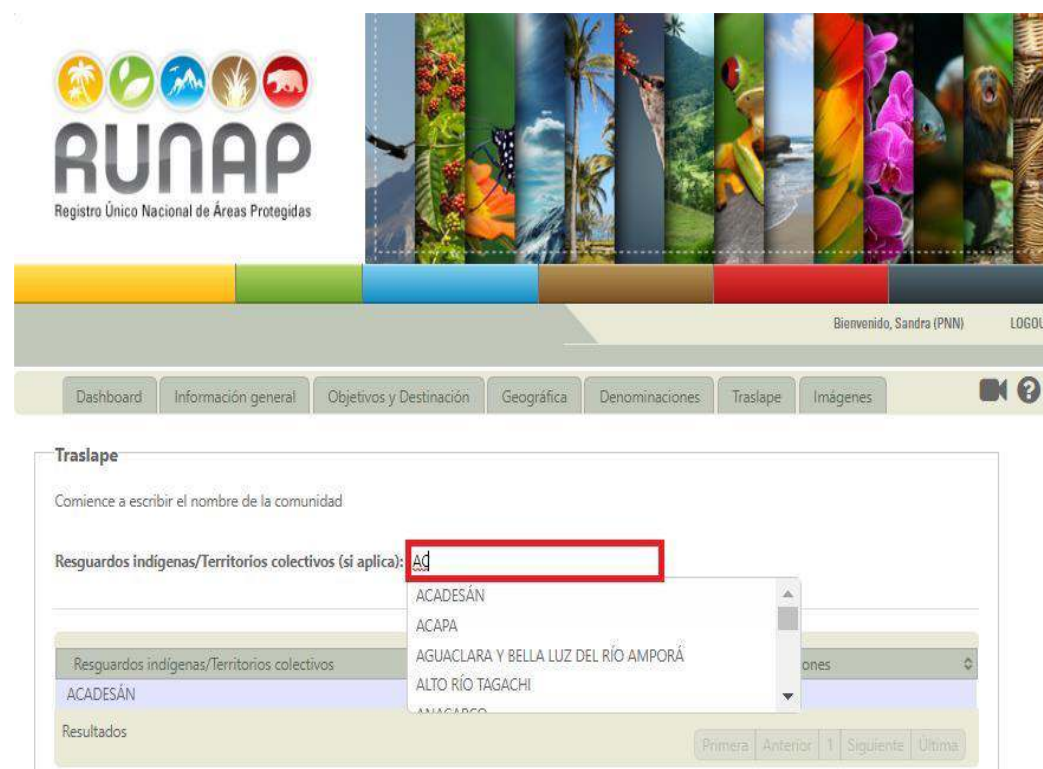 RUNAP
Registro Único Nacional de Áreas Protegidas
Bienvenido, Sandra (PNN) LOGOU
Dashboard Información general Objetivos y Destinación Geográfica Denominaciones Traslape Imágenes
Traslape
Comience a escribir el nombre de la comunidad
Resguardos indígenas/Territorios colectivos (si aplica): AC
ACADESÁN
ACAPA
AGUACLARA Y BELLA LUZ DEL RÍO AMPORÁ
ALTO RÍO TAGACHI
Resguardos indígenas/Territorios colectivos ones
ACADESÁN
Resultados
Primera Anterior 1 Siguiente Última